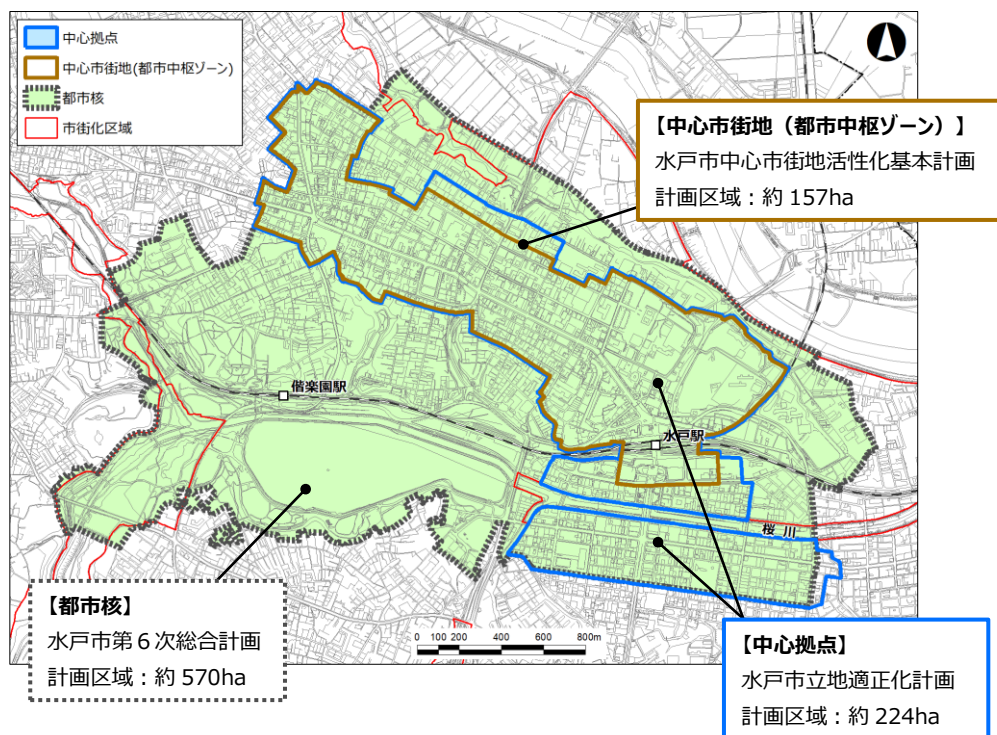 中心拠点
中心市街地(都市中枢ゾーン)
都市核
市街化区域
【中心市街地（都市中枢ゾーン）】
水戸市中心市街地活性化基本計画
計画区域：約 157ha
偕楽園駅
水戸駅
桜川
【都市核】
水戸市第６次総合計画
計画区域：約 570ha
0 100 200 400 600 800m
【中心拠点】
水戸市立地適正化計画
計画区域：約 224ha